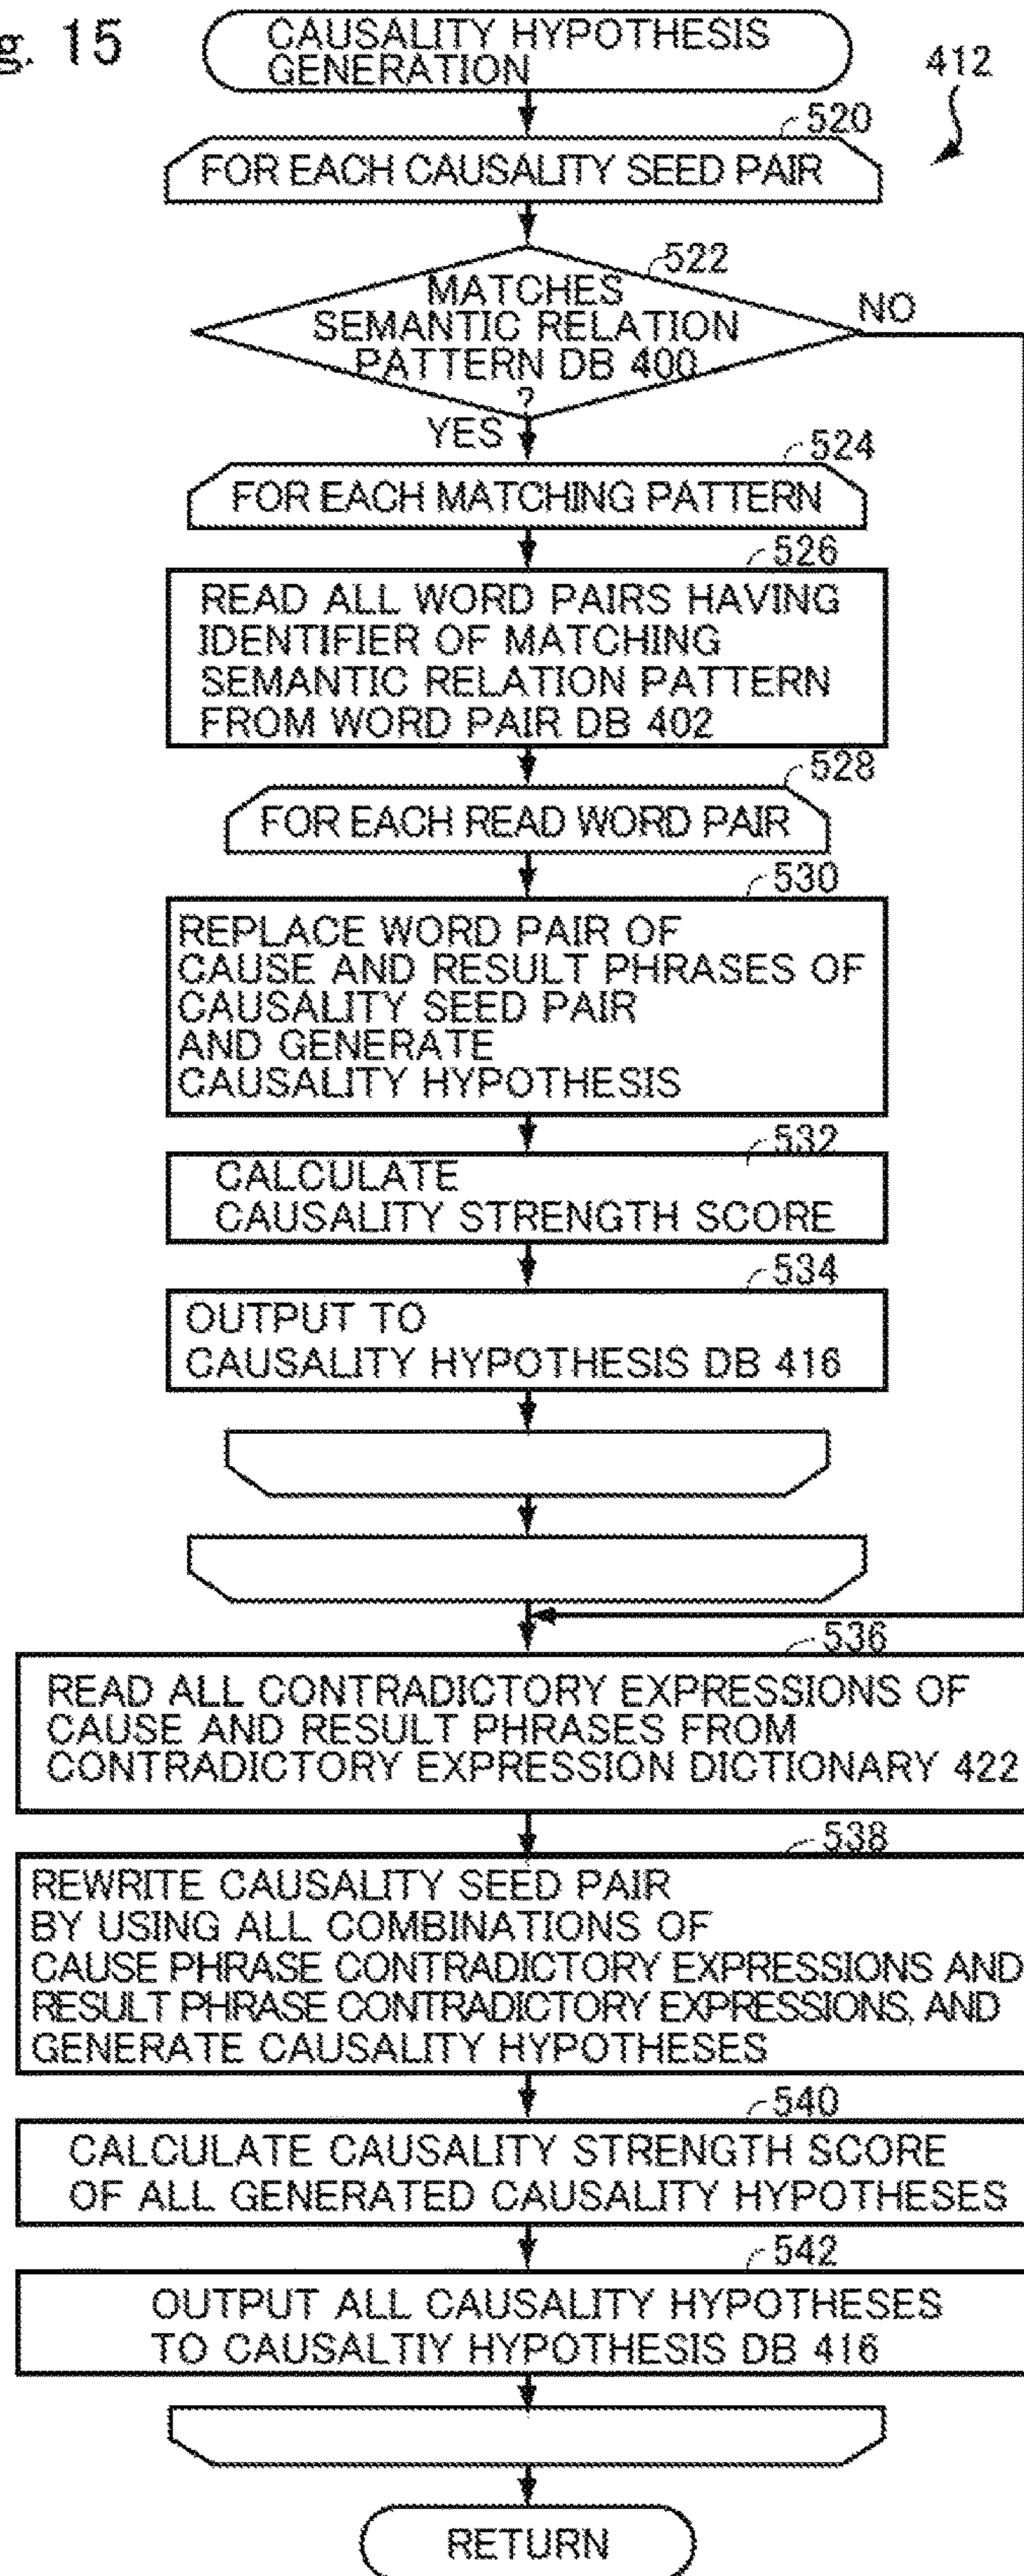 g. 15
CAUSALITY HYPOTHESIS
GENERATION
412
520
FOR EACH CAUSALITY SEED PAIR
522
MATCHES
SEMANTIC RELATION
PATTERN DB 400
?
NO
YES
524
FOR EACH MATCHING PATTERN
526
READ ALL WORD PAIRS HAVING
IDENTIFIER OF MATCHING
SEMANTIC RELATION PATTERN
FROM WORD PAIR DB 402
528
FOR EACH READ WORD PAIR
530
REPLACE WORD PAIR OF
CAUSE AND RESULT PHRASES OF
CAUSALITY SEED PAIR
AND GENERATE
CAUSALITY HYPOTHESIS
532
CALCULATE
CAUSALITY STRENGTH SCORE
534
OUTPUT TO
CAUSALITY HYPOTHESIS DB 416
536
READ ALL CONTRADICTORY EXPRESSIONS OF
CAUSE AND RESULT PHRASES FROM
CONTRADICTORY EXPRESSION DICTIONARY 422
538
REWRITE CAUSALITY SEED PAIR
BY USING ALL COMBINATIONS OF
CAUSE PHRASE CONTRADICTORY EXPRESSIONS AND
RESULT PHRASE CONTRADICTORY EXPRESSIONS, AND
GENERATE CAUSALITY HYPOTHESES
540
CALCULATE CAUSALITY STRENGTH SCORE
OF ALL GENERATED CAUSALITY HYPOTHESES
542
OUTPUT ALL CAUSALITY HYPOTHESES
TO CAUSALTIY HYPOTHESIS DB 416
RETURN